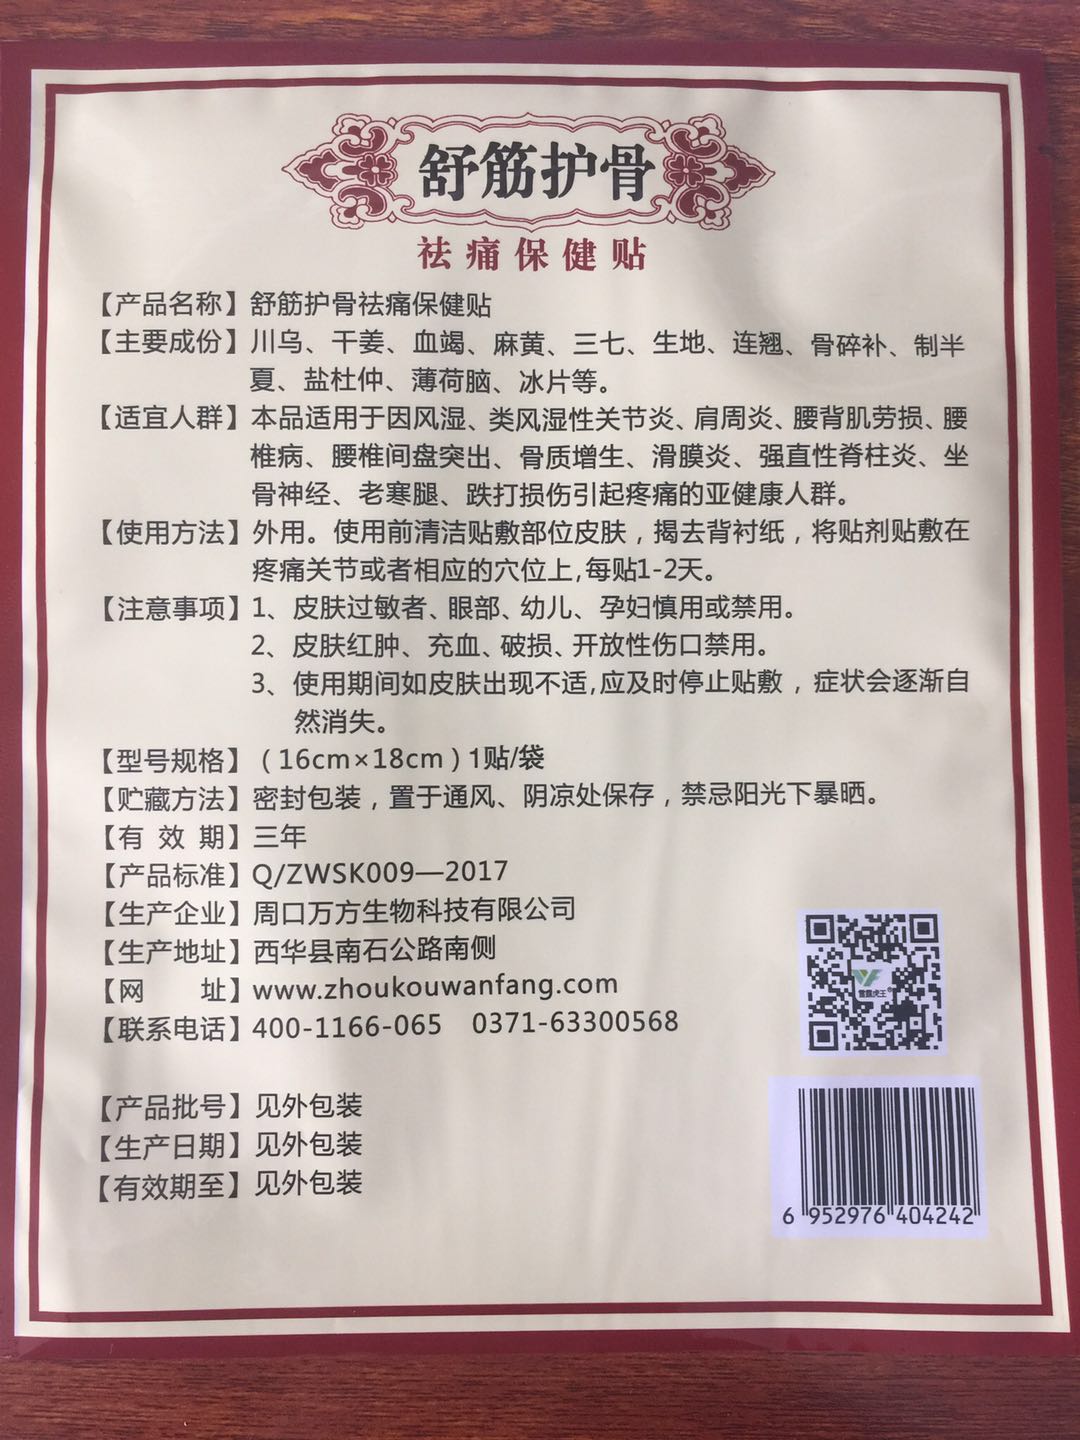 舒筋护骨
祛痛保健贴
【产品名称】舒筋护骨祛痛保健贴
【主要成份】川乌、干姜、血竭、麻黄、三七、生地、连翘、骨碎补、制半
夏、盐杜仲、薄荷脑、冰片等。
【适宜人群】本品适用于因风湿、类风湿性关节炎、肩周炎、腰背肌劳损、腰
椎病、腰椎间盘突出、骨质增生、滑膜炎、强直性脊柱炎、坐
骨神经、老寒腿、跌打损伤引起疼痛的亚健康人群。
【使用方法】外用。使用前清洁贴敷部位皮肤，揭去背衬纸，将贴剂贴敷在
疼痛关节或者相应的穴位上,每贴1-2天。
【注意事项】1、皮肤过敏者、眼部、幼儿、孕妇慎用或禁用。
2、皮肤红肿、充血、破损、开放性伤口禁用。
3、使用期间如皮肤出现不适,应及时停止贴敷，症状会逐渐自
然消失。
【型号规格】（16cm×18cm）1贴/袋
【贮藏方法】密封包装，置于通风、阴凉处保存，禁忌阳光下暴晒。
【有 效 期】三年
【产品标准】Q/ZWSK009—2017
【生产企业】周口万方生物科技有限公司
【生产地址】西华县南石公路南侧
【网 址】www.zhoukouwanfang.com
【联系电话】400-1166-065 0371-63300568
【产品批号】见外包装
【生产日期】见外包装
【有效期至】见外包装
6 952976 404242